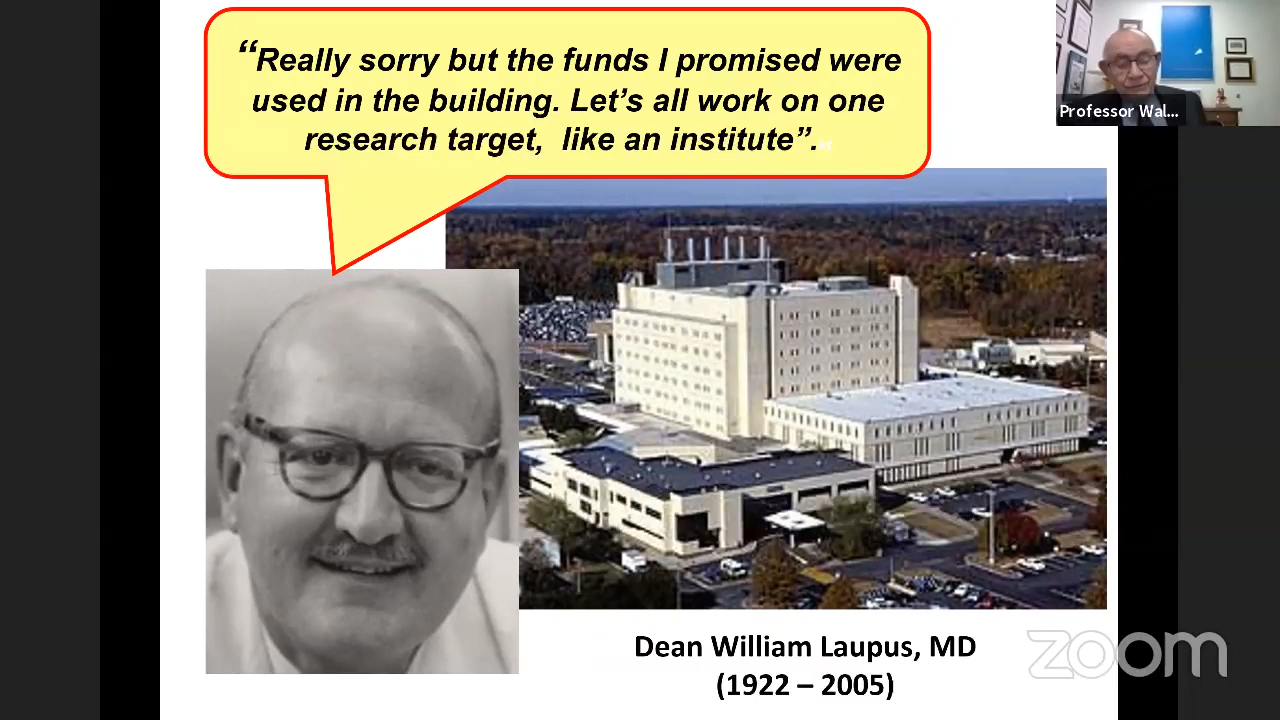 “Really sorry but the funds I promised were
used in the building. Let’s all work on one
research target,  like an institute”.
Professor Wal...
Dean William Laupus, MD
(1922 – 2005)
zoom